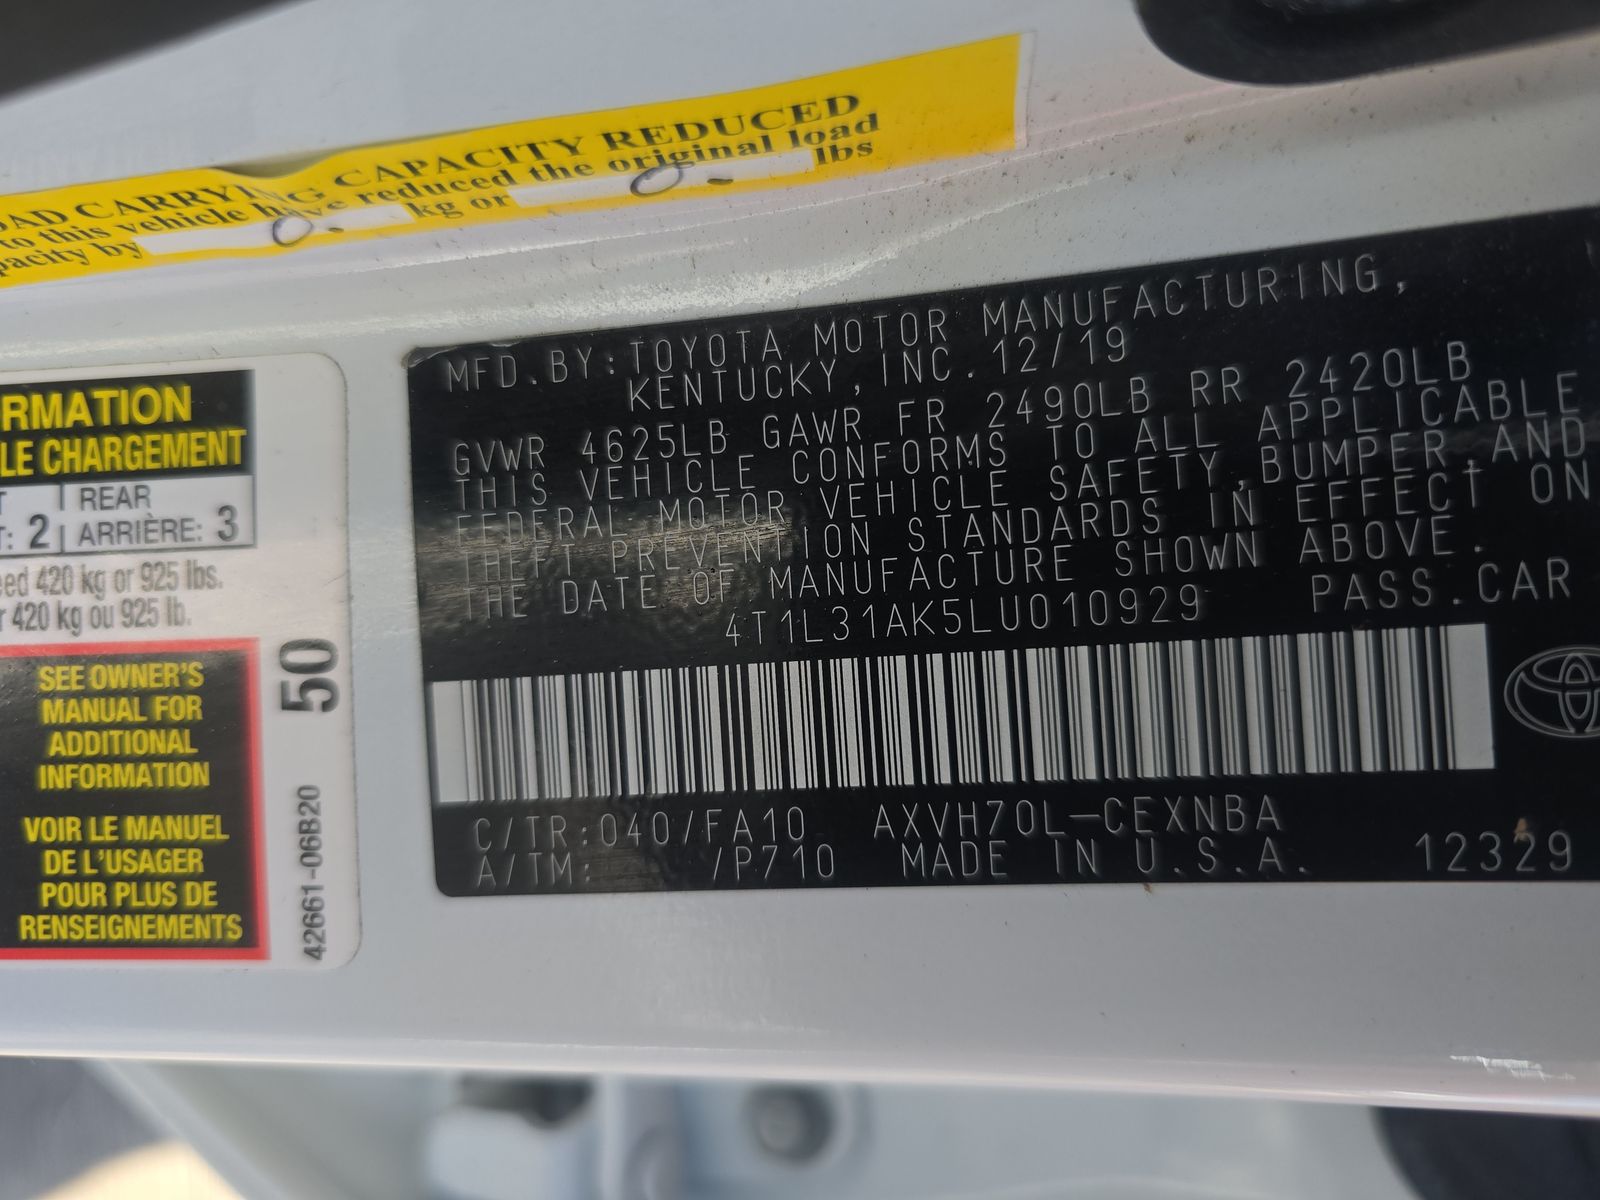 OAD CARRYING CAPACITY REDUCED
to this vehicle have reduced the original load
pacity by 0. kg or 0 - lbs
RMATION
LE CHARGEMENT
T REAR
T: 2 ARRIÈRE: 3
eed 420 kg or 925 lbs.
r 420 kg ou 925 lb.
SEE OWNER'S
MANUAL FOR
ADDITIONAL
INFORMATION
VOIR LE MANUEL
DE L'USAGER
POUR PLUS DE
RENSEIGNEMENTS
50
42661-06B20
MFD.BY:TOYOTA MOTOR MANUFACTURING,
KENTUCKY,INC.12/19
GVWR 4625LB GAWR FR 2490LB RR 2420LB
THIS VEHICLE CONFORMS TO ALL APPLICABLE
FEDERAL MOTOR VEHICLE SAFETY,BUMPER,AND
THEFT PREVENTION STANDARDS IN EFFECT ON
THE DATE OF MANUFACTURE SHOWN ABOVE.
4T1L31AK5LU010929 PASS.CAR
C/TR:040/FA10 AXVH70L-CEXNBA
A/TM: /P710 MADE IN U.S.A. 12329